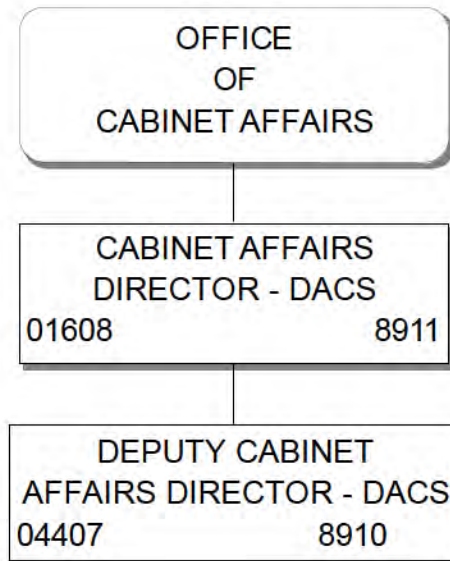 OFFICE
OF
CABINET AFFAIRS
CABINET AFFAIRS
DIRECTOR - DACS
01608 8911
DEPUTY CABINET
AFFAIRS DIRECTOR - DACS
04407 8910